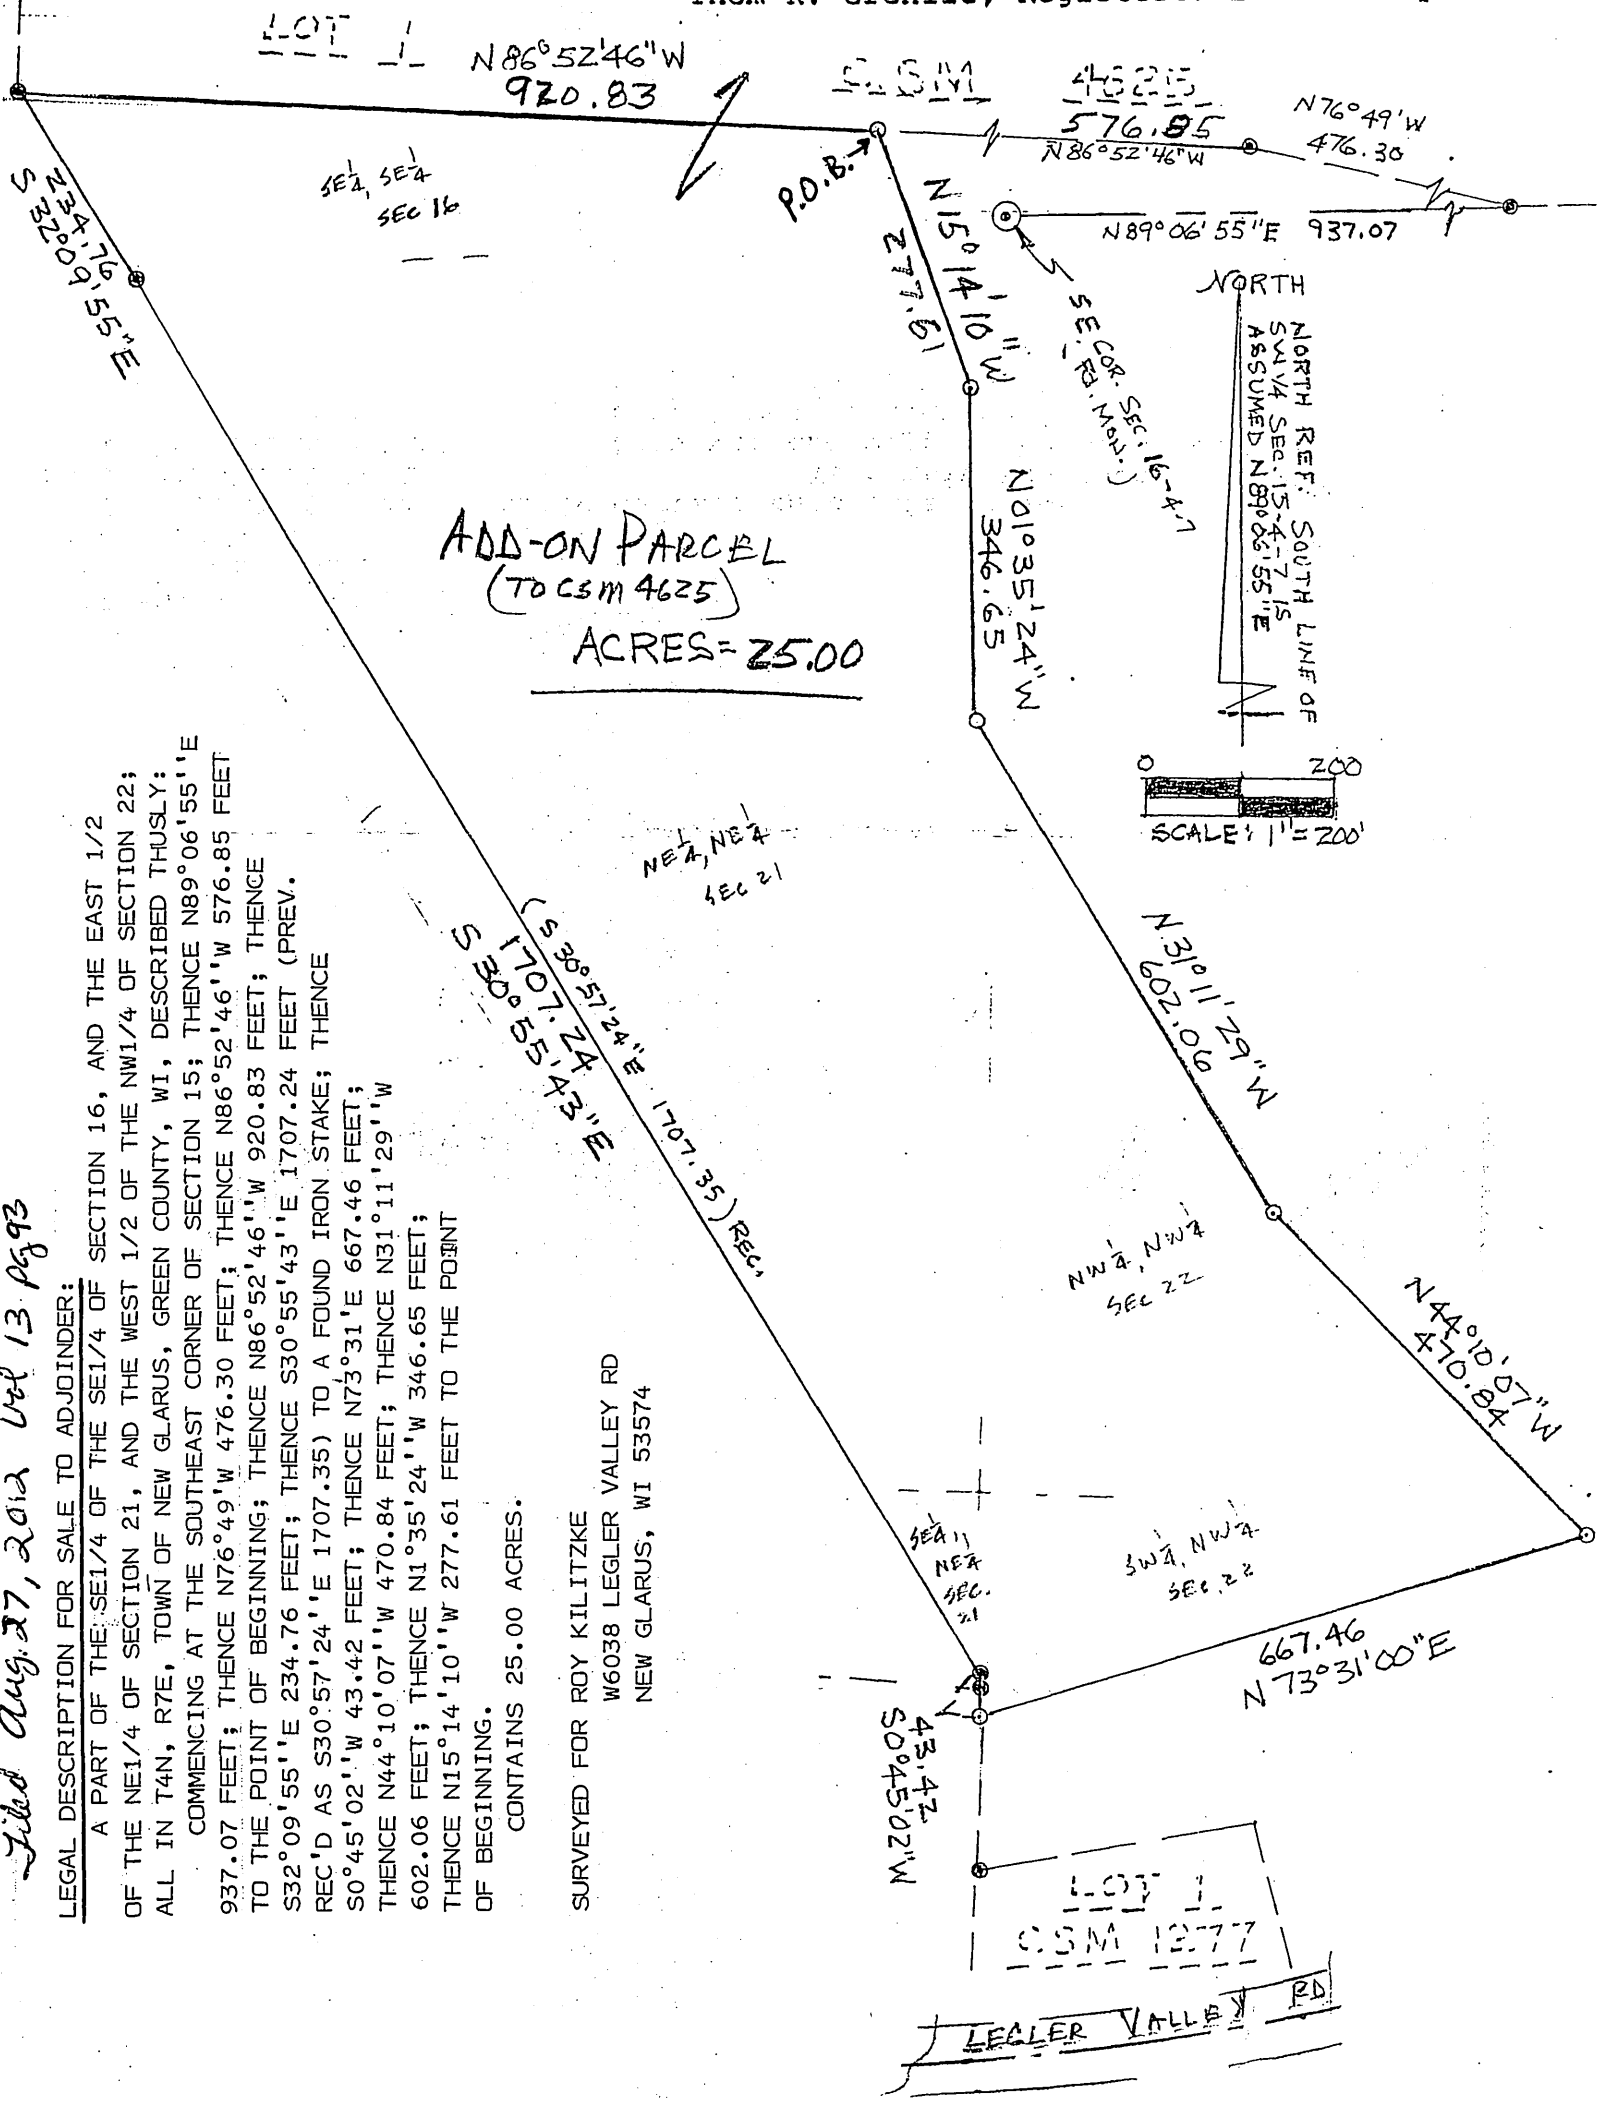 LOT 1
N86°52'46"W
920.83
CSM 4625
576.85
N86°52'46"W
N76°49'W
476.30
P.O.B.
SE1/4, SE1/4
SEC 16
234.76
S32°09'55"E
N15°14'10"W
277.61
N89°06'55"E 937.07
SE. COR. SEC. 16-4-7
(Fd. MON.)
NORTH
NORTH REF: SOUTH LINE OF
SW 1/4 SEC. 15-4-7 IS
ASSUMED N89°06'55"E
N01°35'24"W
346.65
ADD-ON PARCEL
(TO CSM 4625)
ACRES= 25.00
0 200
SCALE: 1"=200'
NE1/4, NE1/4
SEC 21
(S30°57'24"E 1707.35) REC.
1707.24
S30°55'43"E
N31°11'29"W
602.06
NW1/4, NW1/4
SEC 22
N44°10'07"W
470.84
SE1/4,
NE1/4
SEC.
21
SW1/4, NW1/4
SEC. 22
667.46
N73°31'00"E
43.42
S0°45'02"W
LOT 1
CSM 1277
LEGLER VALLEY RD
Filed Aug. 27, 2012 Vol 13 pg 93
LEGAL DESCRIPTION FOR SALE TO ADJOINDER:
A PART OF THE SE1/4 OF THE SE1/4 OF SECTION 16, AND THE EAST 1/2
OF THE NE1/4 OF SECTION 21, AND THE WEST 1/2 OF THE NW1/4 OF SECTION 22;
ALL IN T4N, R7E, TOWN OF NEW GLARUS, GREEN COUNTY, WI, DESCRIBED THUSLY:
COMMENCING AT THE SOUTHEAST CORNER OF SECTION 15; THENCE N89°06'55''E
937.07 FEET; THENCE N76°49'W 476.30 FEET; THENCE N86°52'46''W 576.85 FEET
TO THE POINT OF BEGINNING; THENCE N86°52'46''W 920.83 FEET; THENCE
S32°09'55''E 234.76 FEET; THENCE S30°55'43''E 1707.24 FEET (PREV.
REC'D AS S30°57'24''E 1707.35) TO A FOUND IRON STAKE; THENCE
S0°45'02''W 43.42 FEET; THENCE N73°31'E 667.46 FEET;
THENCE N44°10'07''W 470.84 FEET; THENCE N31°11'29''W
602.06 FEET; THENCE N1°35'24''W 346.65 FEET;
THENCE N15°14'10''W 277.61 FEET TO THE POINT
OF BEGINNING.
CONTAINS 25.00 ACRES.
SURVEYED FOR ROY KILITZKE
W6038 LEGLER VALLEY RD
NEW GLARUS, WI 53574